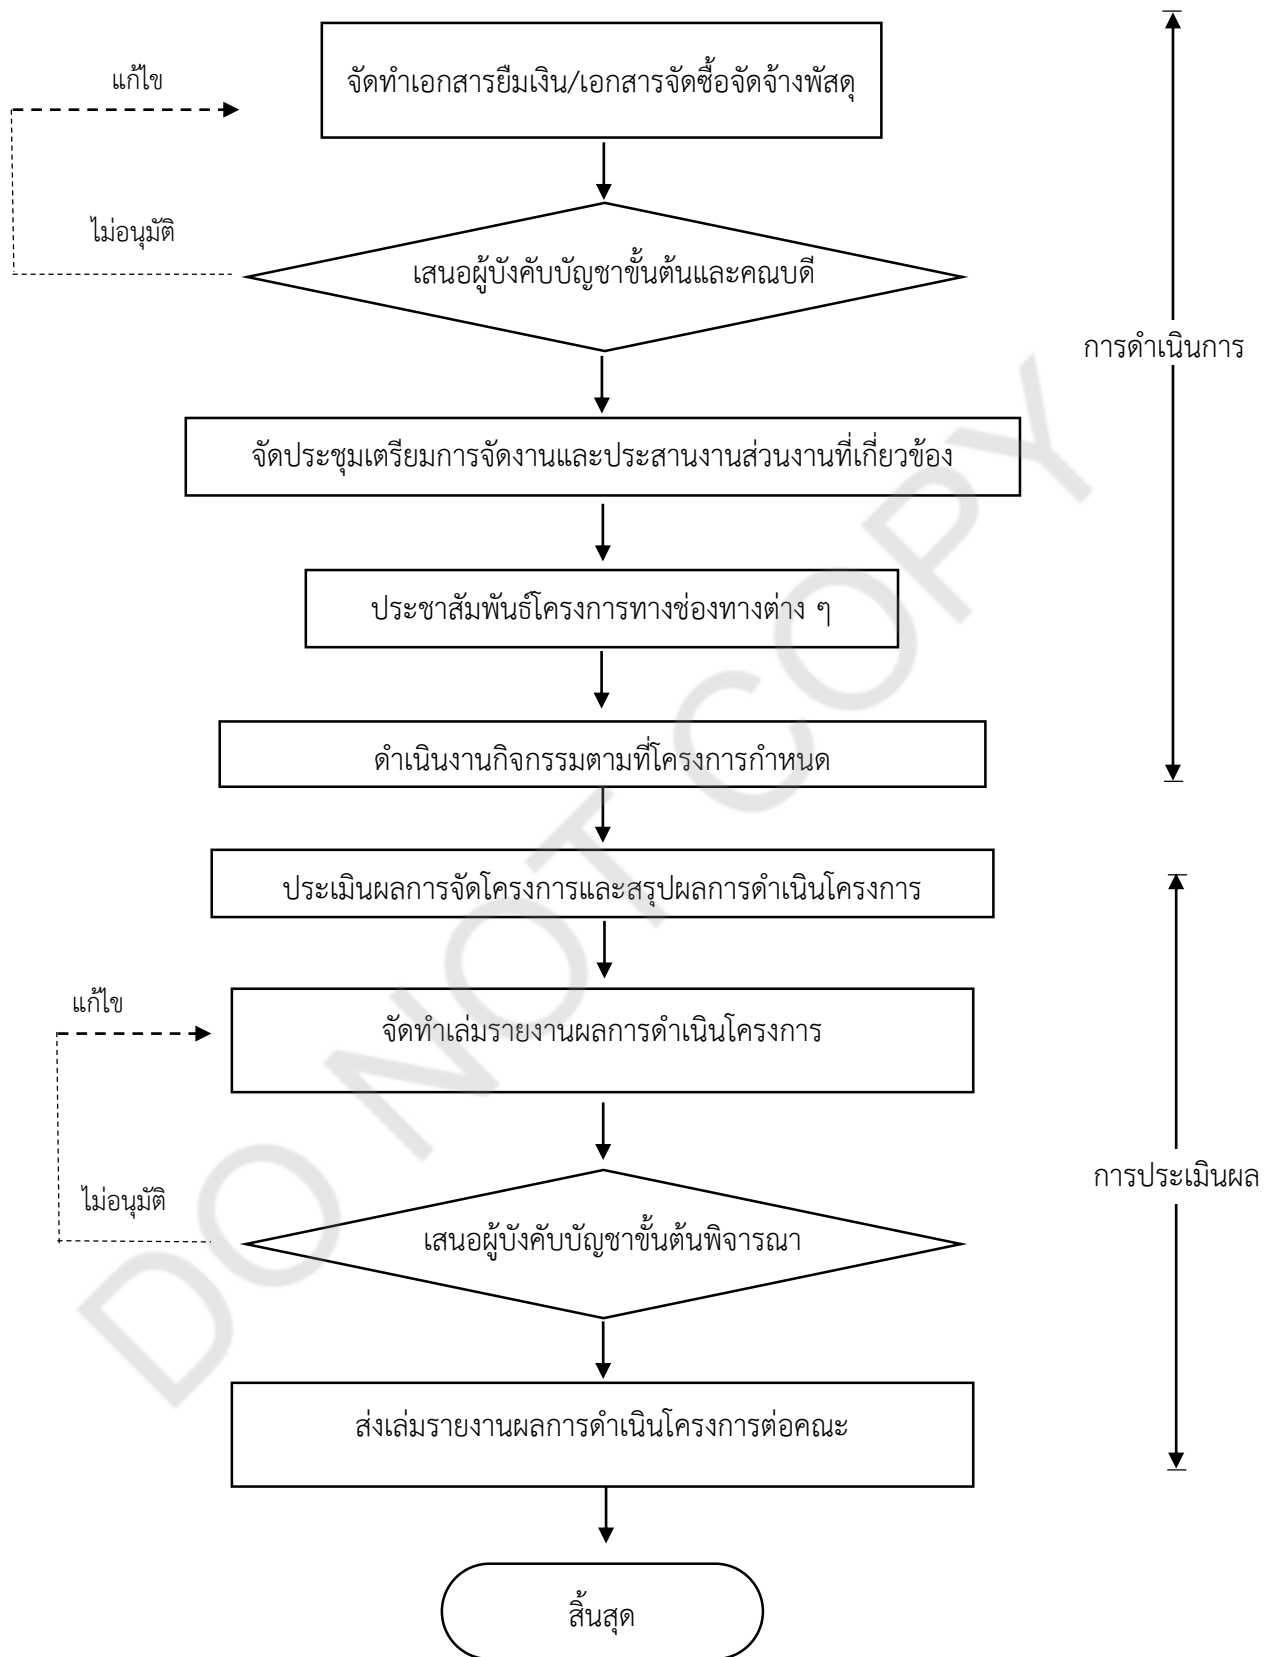 จัดทำเอกสารยืมเงิน/เอกสารจัดซื้อจัดจ้างพัสดุ
แก้ไข
ไม่อนุมัติ
เสนอผู้บังคับบัญชาขั้นต้นและคณบดี
การดำเนินการ
จัดประชุมเตรียมการจัดงานและประสานงานส่วนงานที่เกี่ยวข้อง
ประชาสัมพันธ์โครงการทางช่องทางต่าง ๆ
ดำเนินงานกิจกรรมตามที่โครงการกำหนด
ประเมินผลการจัดโครงการและสรุปผลการดำเนินโครงการ
แก้ไข
จัดทำเล่มรายงานผลการดำเนินโครงการ
การประเมินผล
ไม่อนุมัติ
เสนอผู้บังคับบัญชาขั้นต้นพิจารณา
ส่งเล่มรายงานผลการดำเนินโครงการต่อคณะ
สิ้นสุด
DO NOT COPY